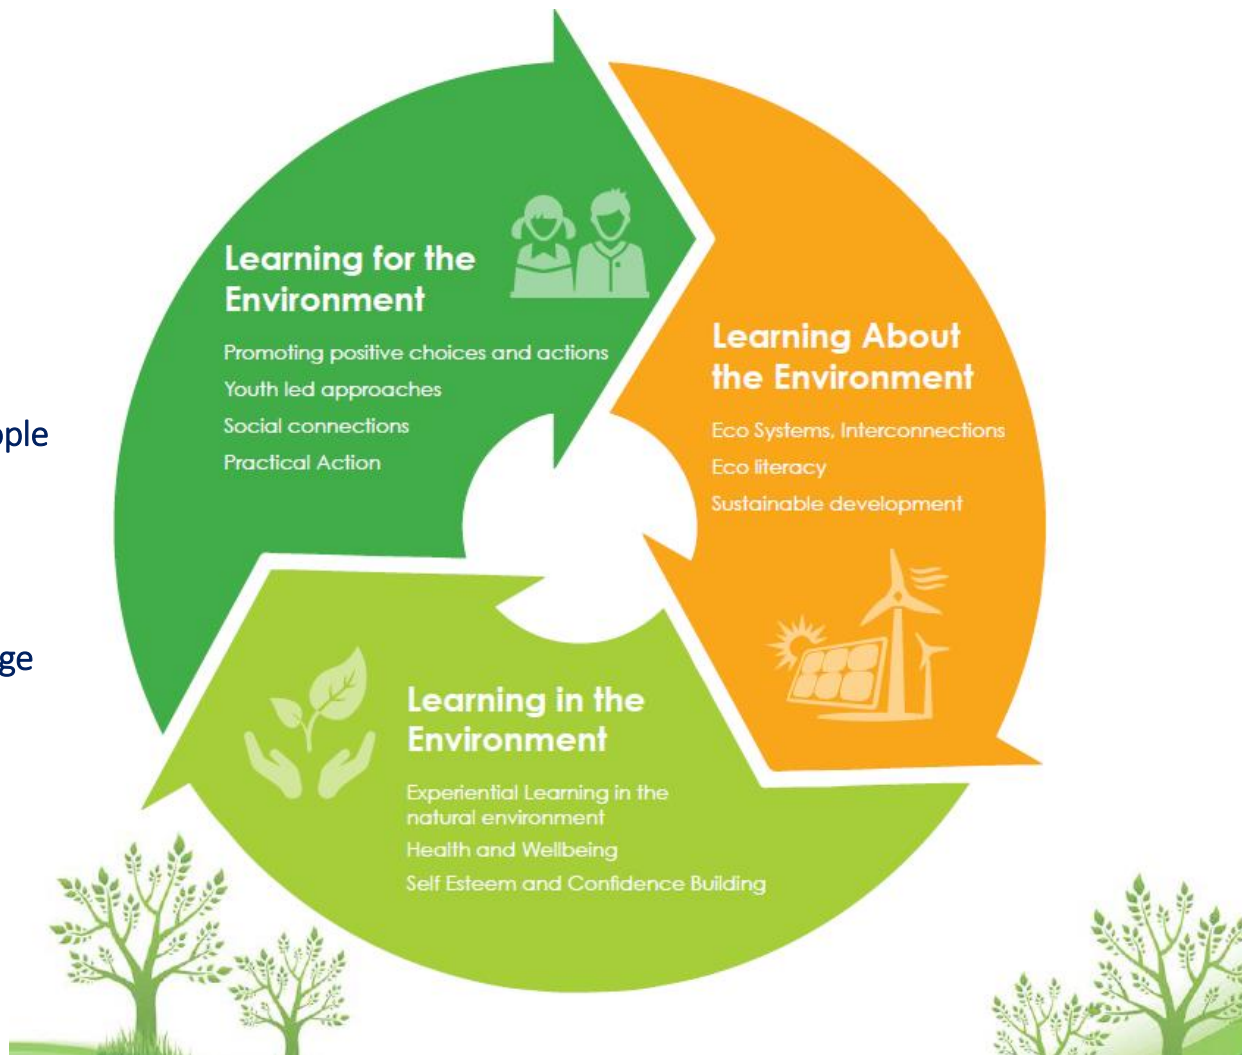 Learning for the
Environment
Promoting positive choices and actions
Youth led approaches
Social connections
Practical Action
Learning About
the Environment
Eco Systems, Interconnections
Eco literacy
Sustainable development
Learning in the
Environment
Experiential Learning in the
natural environment
Health and Wellbeing
Self Esteem and Confidence Building